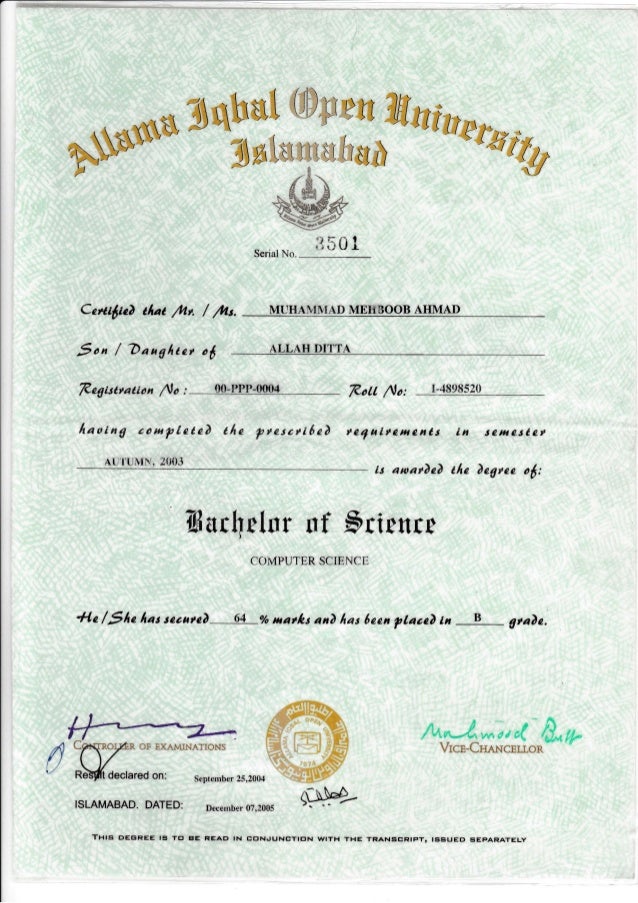 Allama Iqbal Open University
Islamabad
Serial No. 3501
Certified that Mr. / Ms. MUHAMMAD MEHBOOB AHMAD
Son / Daughter of ALLAH DITTA
Registration No : 00-PPP-0004 Roll No: I-4898520
having completed the prescribed requirements in semester
AUTUMN, 2003 is awarded the degree of:
Bachelor of Science
COMPUTER SCIENCE
He / She has secured 64 % marks and has been placed in B grade.
Mahmood Butt
CONTROLLER OF EXAMINATIONS VICE-CHANCELLOR
OPEN
1974
Result declared on: September 25,2004
ISLAMABAD. DATED: December 07,2005
THIS DEGREE IS TO BE READ IN CONJUNCTION WITH THE TRANSCRIPT, ISSUED SEPARATELY